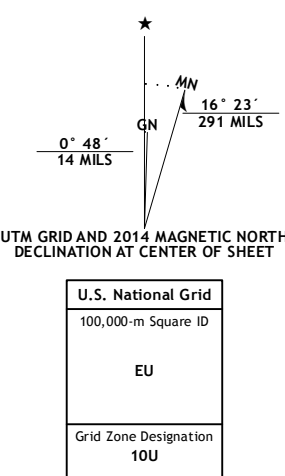 ★
MN
16° 23´
291 MILS
GN
0° 48´
14 MILS
UTM GRID AND 2014 MAGNETIC NORTH
DECLINATION AT CENTER OF SHEET
U.S. National Grid
100,000-m Square ID
EU
Grid Zone Designation
10U